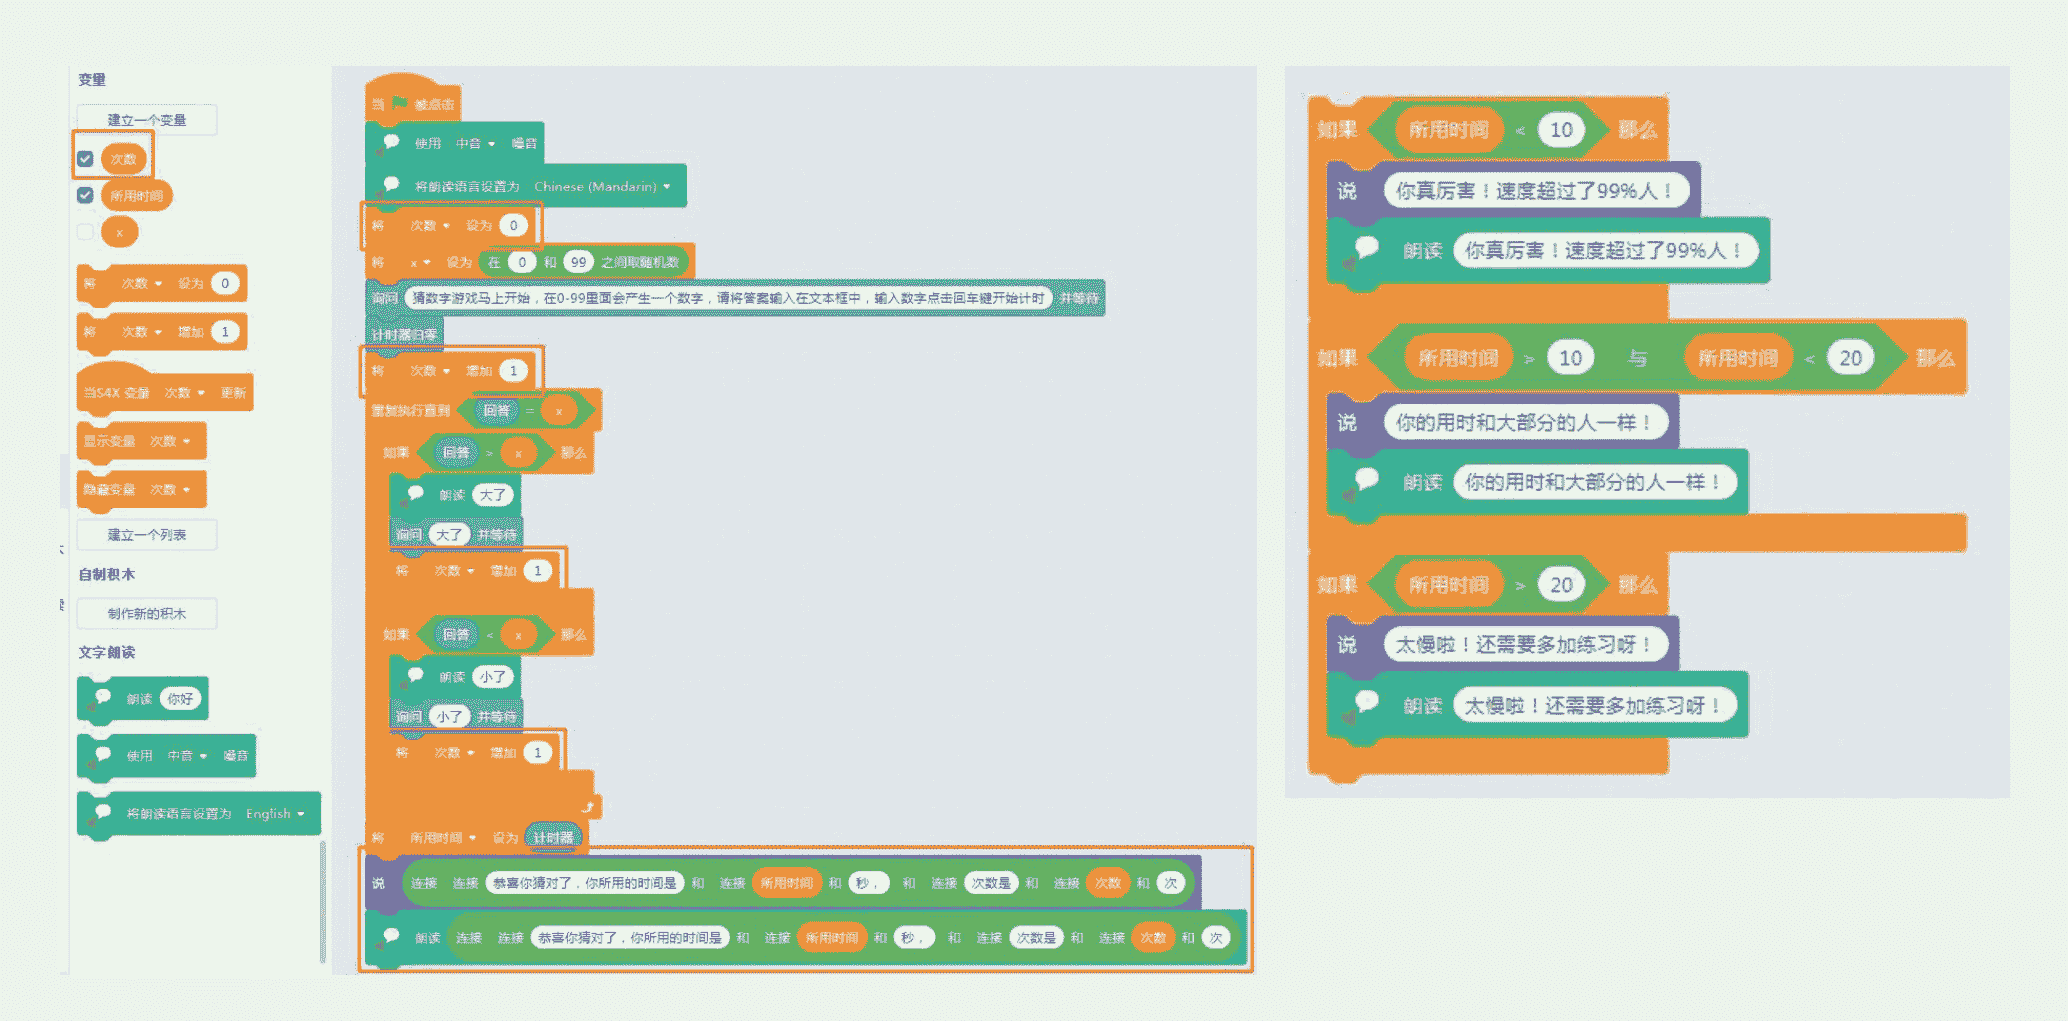 变量
建立一个变量
次数
所用时间
x
将 次数 设为 0
将 次数 增加 1
当S4X 变量 次数 更新
显示变量 次数
隐藏变量 次数
建立一个列表
自制积木
制作新的积木
文字朗读
朗读 你好
使用 中音 嗓音
将朗读语言设置为 English
当 被点击
使用 中音 嗓音
将朗读语言设置为 Chinese (Mandarin)
将 次数 设为 0
将 x 设为 在 0 和 99 之间取随机数
询问 猜数字游戏马上开始，在0-99里面会产生一个数字，请将答案输入在文本框中，输入数字点击回车键开始计时 并等待
计时器归零
将 次数 增加 1
重复执行直到 回答 = x
如果 回答 > x 那么
朗读 大了
询问 大了 并等待
将 次数 增加 1
如果 回答 < x 那么
朗读 小了
询问 小了 并等待
将 次数 增加 1
将 所用时间 设为 计时器
说 连接 连接 恭喜你猜对了，你所用的时间是 和 连接 所用时间 和 秒， 和 连接 次数是 和 连接 次数 和 次
朗读 连接 连接 恭喜你猜对了，你所用的时间是 和 连接 所用时间 和 秒， 和 连接 次数是 和 连接 次数 和 次
如果 所用时间 < 10 那么
说 你真厉害！速度超过了99%人！
朗读 你真厉害！速度超过了99%人！
如果 所用时间 > 10 与 所用时间 < 20 那么
说 你的用时和大部分的人一样！
朗读 你的用时和大部分的人一样！
如果 所用时间 > 20 那么
说 太慢啦！还需要多加练习呀！
朗读 太慢啦！还需要多加练习呀！